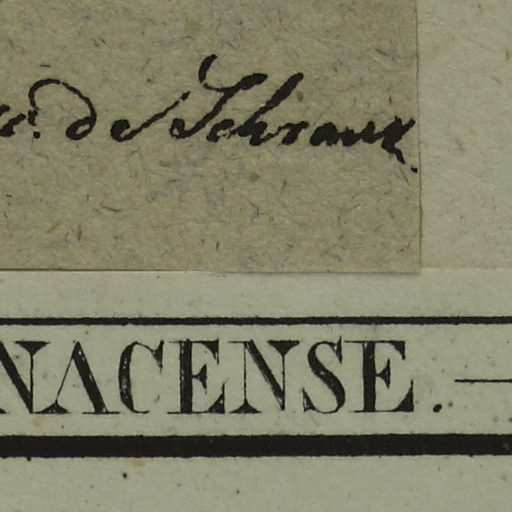 de Schrank.
NACENSE. —